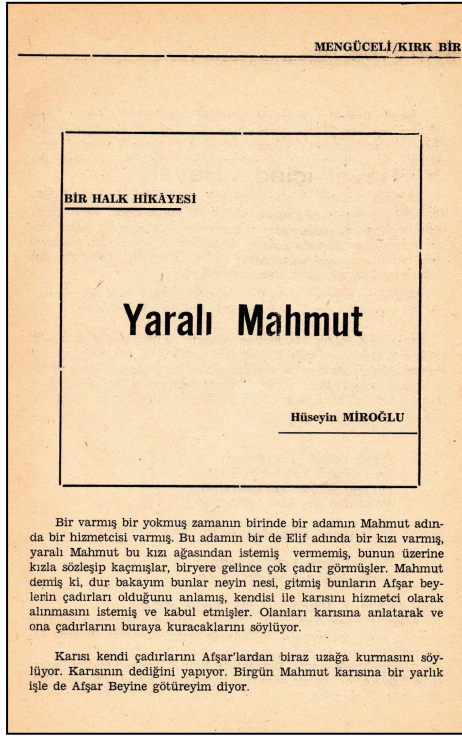 MENGÜCELİ/KIRK BİR
BİR HALK HİKÂYESİ
Yaralı Mahmut
Hüseyin MİROĞLU
Bir varmış bir yokmuş zamanın birinde bir adamın Mahmut adın-
da bir hizmetcisi varmış. Bu adamın bir de Elif adında bir kızı varmış,
yaralı Mahmut bu kızı ağasından istemiş vermemiş, bunun üzerine
kızla sözleşip kaçmışlar, biryere gelince çok çadır görmüşler. Mahmut
demiş ki, dur bakayım bunlar neyin nesi, gitmiş bunların Afşar bey-
lerin çadırları olduğunu anlamış, kendisi ile karısını hizmetci olarak
alınmasını istemiş ve kabul etmişler. Olanları karısına anlatarak ve
ona çadırlarını buraya kuracaklarını söylüyor.
Karısı kendi çadırlarını Afşar'lardan biraz uzağa kurmasını söy-
lüyor. Karısının dediğini yapıyor. Birgün Mahmut karısına bir yarlık
işle de Afşar Beyine götüreyim diyor.